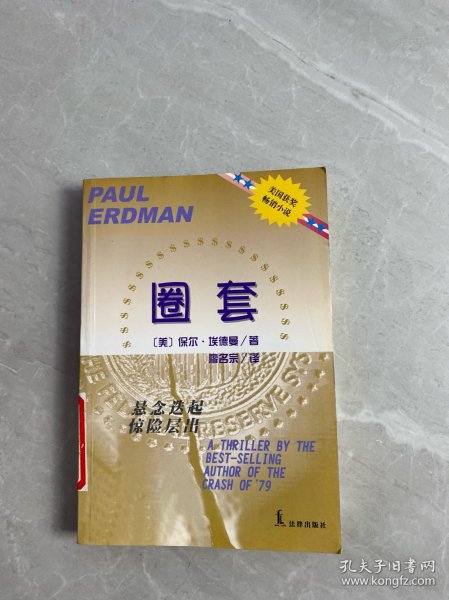 PAUL
ERDMAN
美国获奖
畅销小说
圈套
〔美〕保尔·埃德曼/著
詹名宗/译
悬念迭起
惊险层出
A THRILLER BY THE
BEST-SELLING
AUTHOR OF THE
CRASH OF '79
法律出版社
孔夫子旧书网
www.kongfz.com